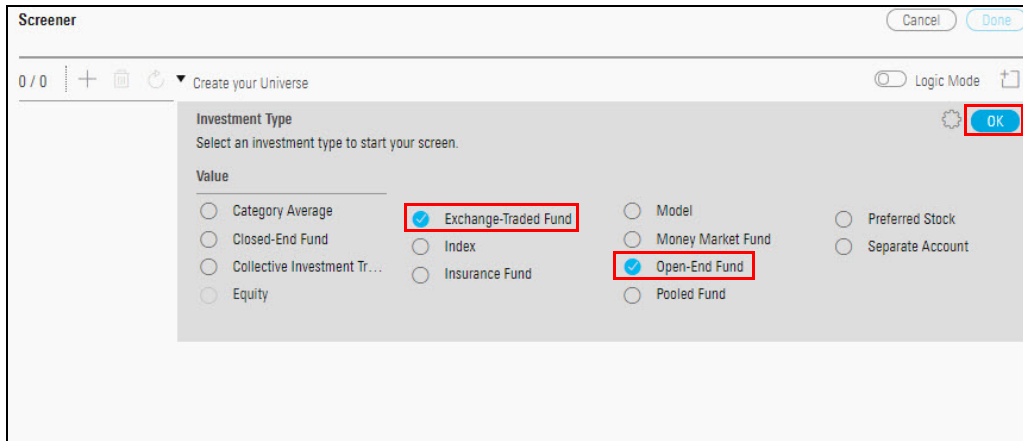 Screener
Cancel
Done
0 / 0
Create your Universe
Logic Mode
Investment Type
OK
Select an investment type to start your screen.
Value
Category Average
Closed-End Fund
Collective Investment Tr...
Equity
Exchange-Traded Fund
Index
Insurance Fund
Model
Money Market Fund
Open-End Fund
Pooled Fund
Preferred Stock
Separate Account